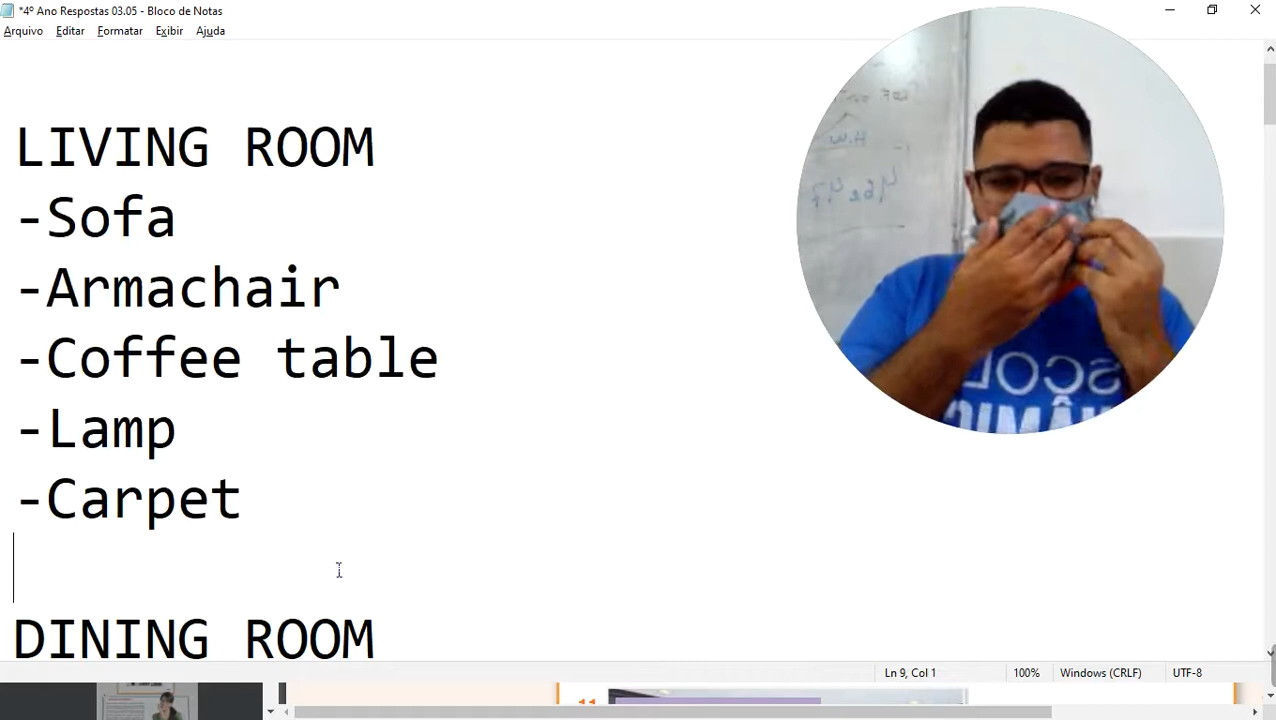 *4º Ano Respostas 03.05 - Bloco de Notas
Arquivo Editar Formatar Exibir Ajuda
LIVING ROOM
-Sofa
-Armachair
-Coffee table
-Lamp
-Carpet
DINING ROOM
H.W
Ln 9, Col 1 100% Windows (CRLF) UTF-8
11